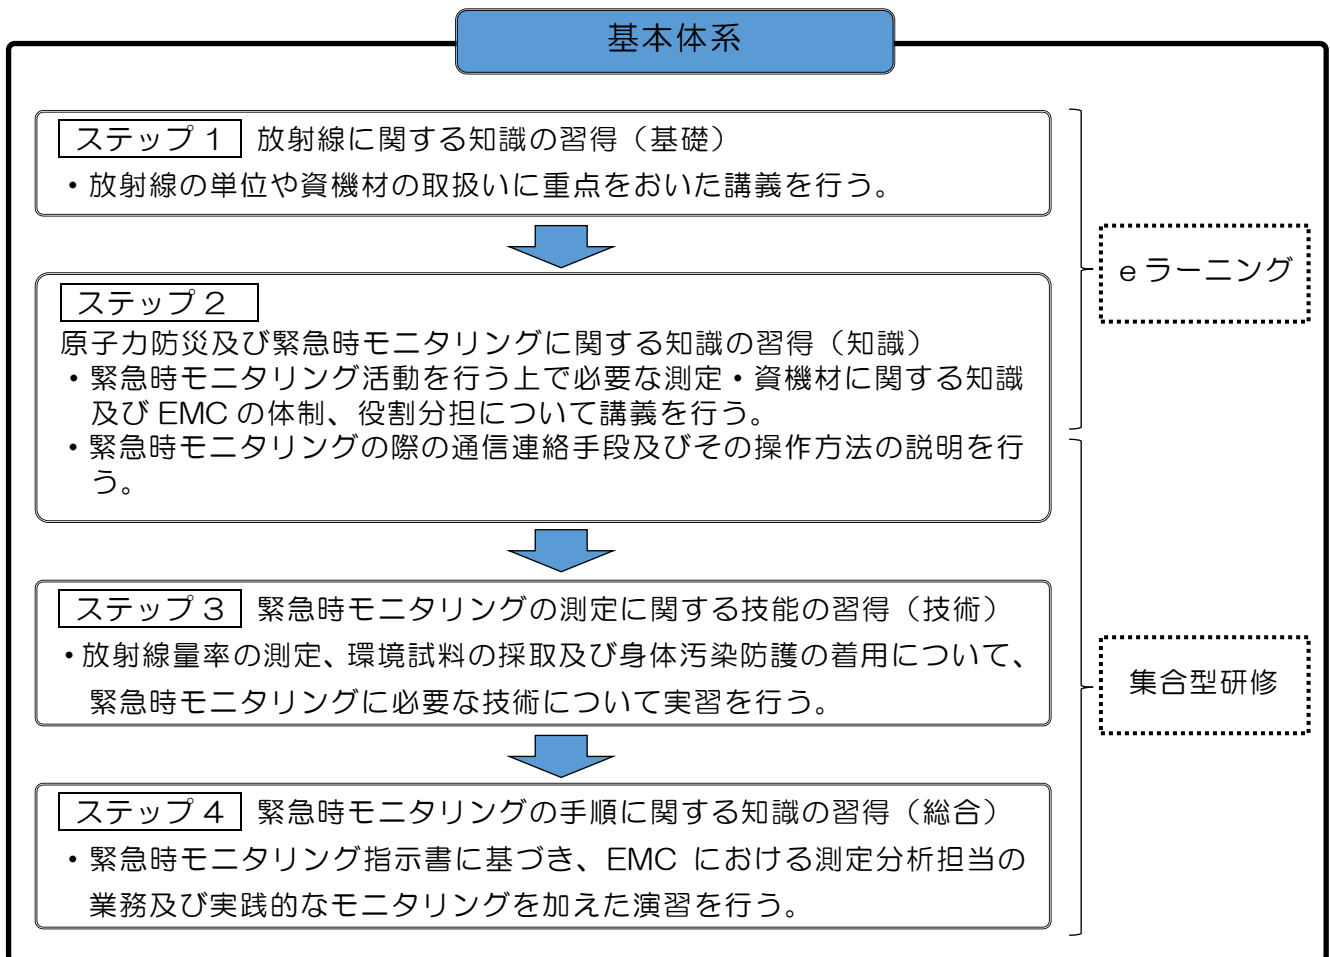 基本体系
ステップ１ 放射線に関する知識の習得（基礎）
・放射線の単位や資機材の取扱いに重点をおいた講義を行う。
ｅラーニング
ステップ２
原子力防災及び緊急時モニタリングに関する知識の習得（知識）
・緊急時モニタリング活動を行う上で必要な測定・資機材に関する知識
及び EMC の体制、役割分担について講義を行う。
・緊急時モニタリングの際の通信連絡手段及びその操作方法の説明を行
う。
ステップ３ 緊急時モニタリングの測定に関する技能の習得（技術）
・放射線量率の測定、環境試料の採取及び身体汚染防護の着用について、
緊急時モニタリングに必要な技術について実習を行う。
集合型研修
ステップ４ 緊急時モニタリングの手順に関する知識の習得（総合）
・緊急時モニタリング指示書に基づき、EMC における測定分析担当の
業務及び実践的なモニタリングを加えた演習を行う。